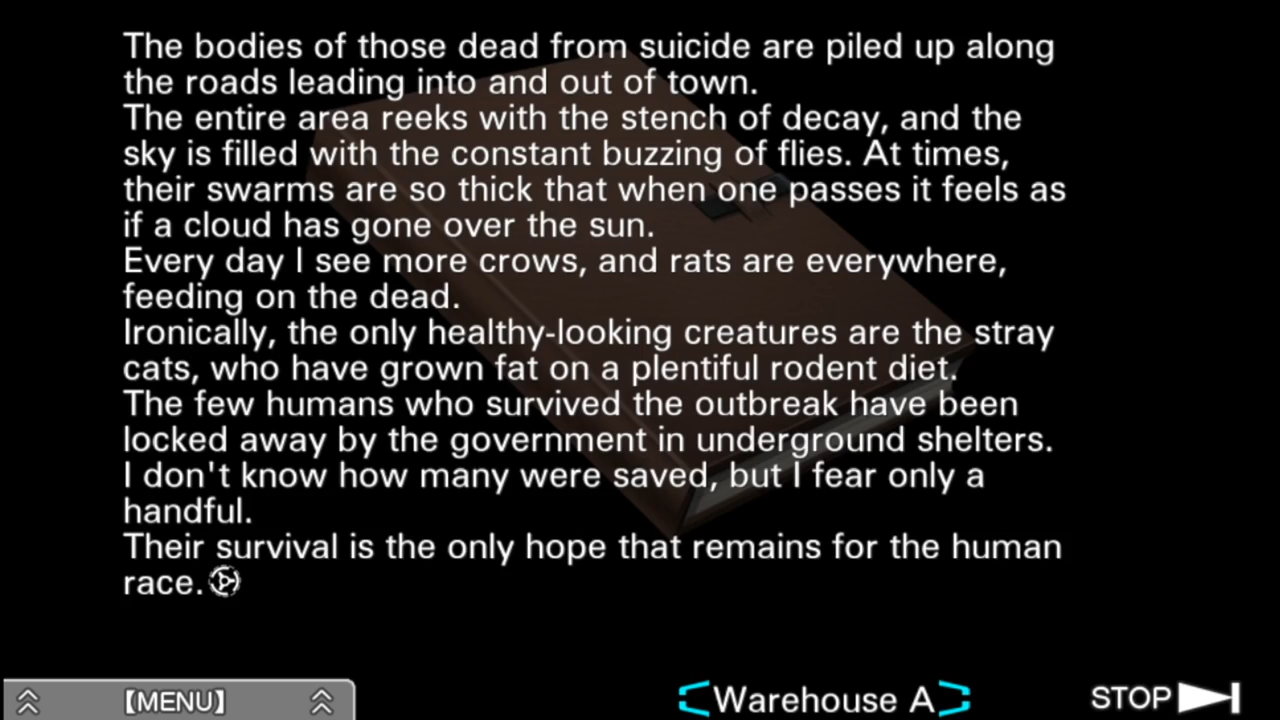 The bodies of those dead from suicide are piled up along
the roads leading into and out of town.
The entire area reeks with the stench of decay, and the
sky is filled with the constant buzzing of flies. At times,
their swarms are so thick that when one passes it feels as
if a cloud has gone over the sun.
Every day I see more crows, and rats are everywhere,
feeding on the dead.
Ironically, the only healthy-looking creatures are the stray
cats, who have grown fat on a plentiful rodent diet.
The few humans who survived the outbreak have been
locked away by the government in underground shelters.
I don't know how many were saved, but I fear only a
handful.
Their survival is the only hope that remains for the human
race.
【MENU】
Warehouse A
STOP